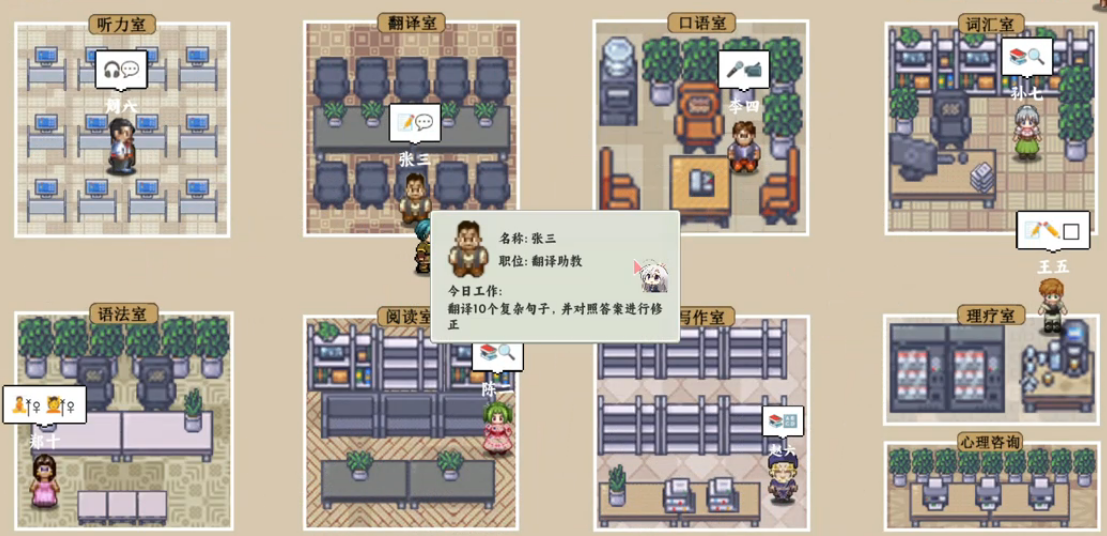 听力室
翻译室
口语室
词汇室
刘六
张三
李四
孙七
王五
名称: 张三
职位: 翻译助教
今日工作:
翻译10个复杂句子，并对照答案进行修
正
语法室
阅读室
写作室
理疗室
郑十
陈二
赵六
心理咨询